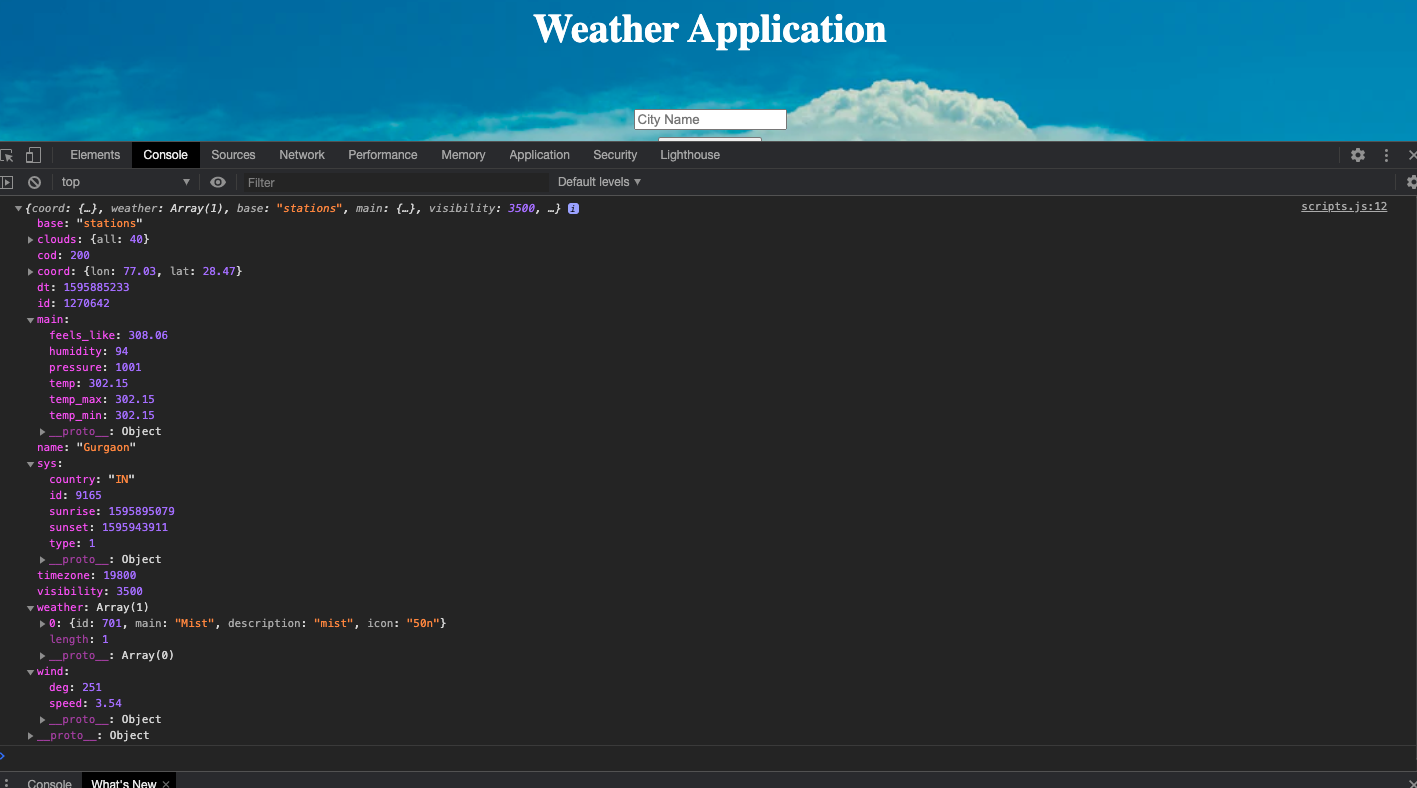 Weather Application
City Name
Elements Console Sources Network Performance Memory Application Security Lighthouse
top Filter Default levels
{coord: {…}, weather: Array(1), base: "stations", main: {…}, visibility: 3500, …} i scripts.js:12
base: "stations"
clouds: {all: 40}
cod: 200
coord: {lon: 77.03, lat: 28.47}
dt: 1595885233
id: 1270642
main:
feels_like: 308.06
humidity: 94
pressure: 1001
temp: 302.15
temp_max: 302.15
temp_min: 302.15
__proto__: Object
name: "Gurgaon"
sys:
country: "IN"
id: 9165
sunrise: 1595895079
sunset: 1595943911
type: 1
__proto__: Object
timezone: 19800
visibility: 3500
weather: Array(1)
0: {id: 701, main: "Mist", description: "mist", icon: "50n"}
length: 1
__proto__: Array(0)
wind:
deg: 251
speed: 3.54
__proto__: Object
__proto__: Object
Console What's New